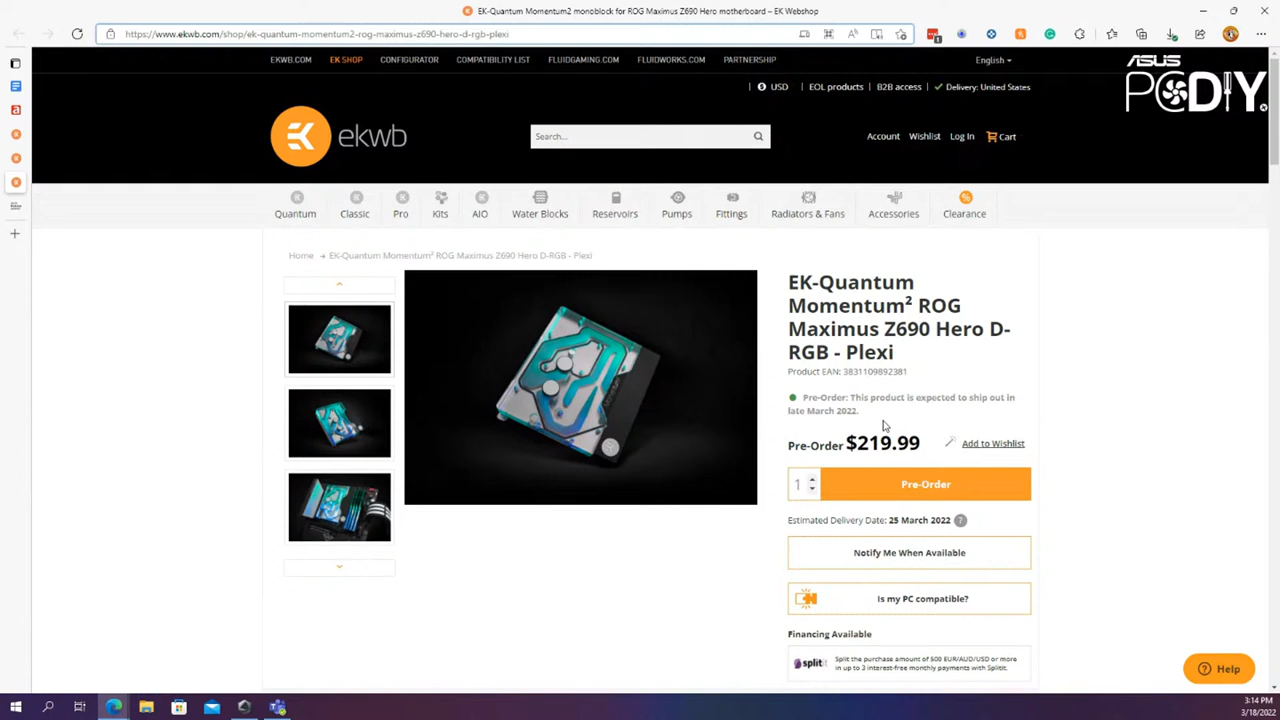 EK-Quantum Momentum2 monoblock for ROG Maximus Z690 Hero motherboard – EK Webshop
https://www.ekwb.com/shop/ek-quantum-momentum2-rog-maximus-z690-hero-d-rgb-plexi
EKWB.COM EK SHOP CONFIGURATOR COMPATIBILITY LIST FLUIDGAMING.COM FLUIDWORKS.COM PARTNERSHIP English
ASUS
PCDIY
USD EOL products B2B access Delivery: United States
ekwb
Search...
Account Wishlist Log In Cart
Quantum Classic Pro Kits AIO Water Blocks Reservoirs Pumps Fittings Radiators & Fans Accessories Clearance
Home → EK-Quantum Momentum² ROG Maximus Z690 Hero D-RGB - Plexi
EK-Quantum
Momentum² ROG
Maximus Z690 Hero D-
RGB - Plexi
Product EAN: 3831109892381
Pre-Order: This product is expected to ship out in
late March 2022.
Pre-Order $219.99 Add to Wishlist
1 Pre-Order
Estimated Delivery Date: 25 March 2022 ?
Notify Me When Available
Is my PC compatible?
Financing Available
splitit Split the purchase amount of 500 EUR/AUD/USD or more
in up to 3 interest-free monthly payments with Splitit.
? Help
3:14 PM
3/18/2022